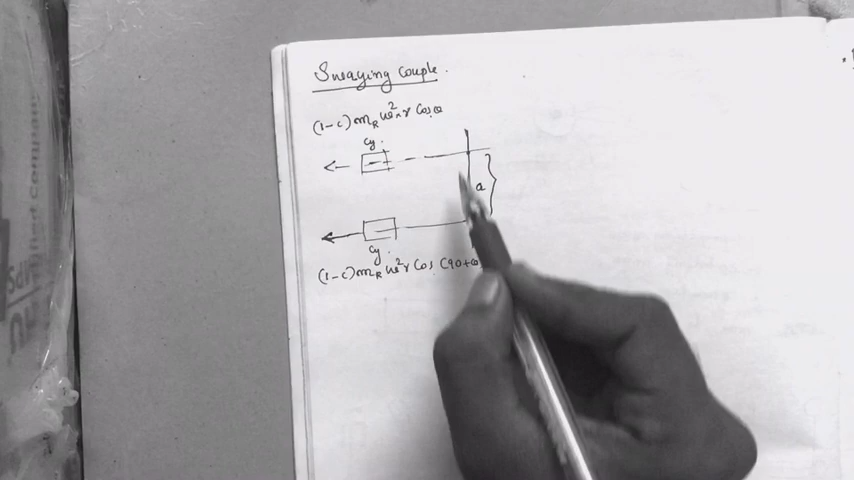 Swaying Couple.
(1-c) m_R ω² × r Cos θ
Cy.
a
Cy.
(1-c) m_R ω² r Cos (90+θ